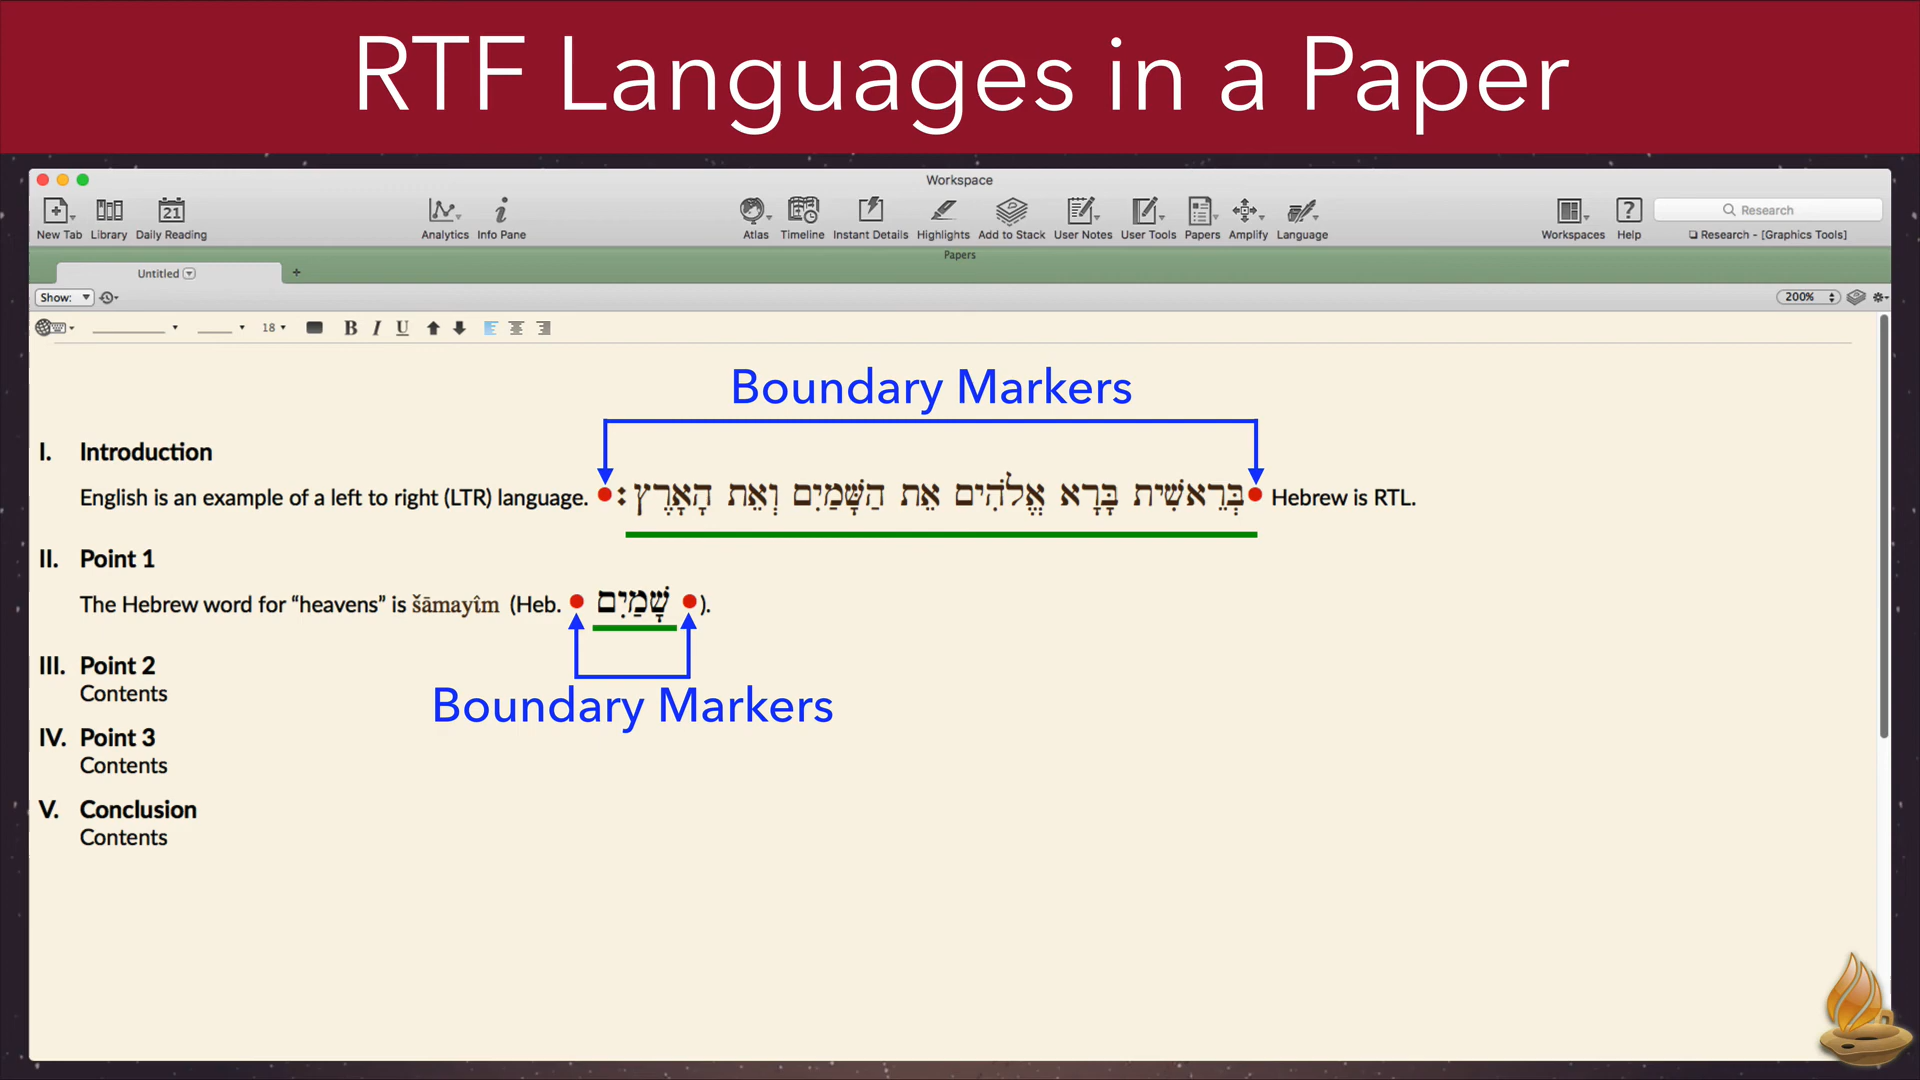 RTF Languages in a Paper
Workspace
New Tab Library Daily Reading Analytics Info Pane Atlas Timeline Instant Details Highlights Add to Stack User Notes User Tools Papers Amplify Language Workspaces Help Research
21
Research - [Graphics Tools]
Papers
Untitled
Show: 200%
18 B I U
Boundary Markers
I. Introduction
English is an example of a left to right (LTR) language. בְּרֵאשִׁית בָּרָא אֱלֹהִים אֵת הַשָּׁמַיִם וְאֵת הָאָרֶץ׃ Hebrew is RTL.
II. Point 1
The Hebrew word for “heavens” is šāmayîm (Heb. שָׁמַיִם ).
Boundary Markers
III. Point 2
Contents
IV. Point 3
Contents
V. Conclusion
Contents